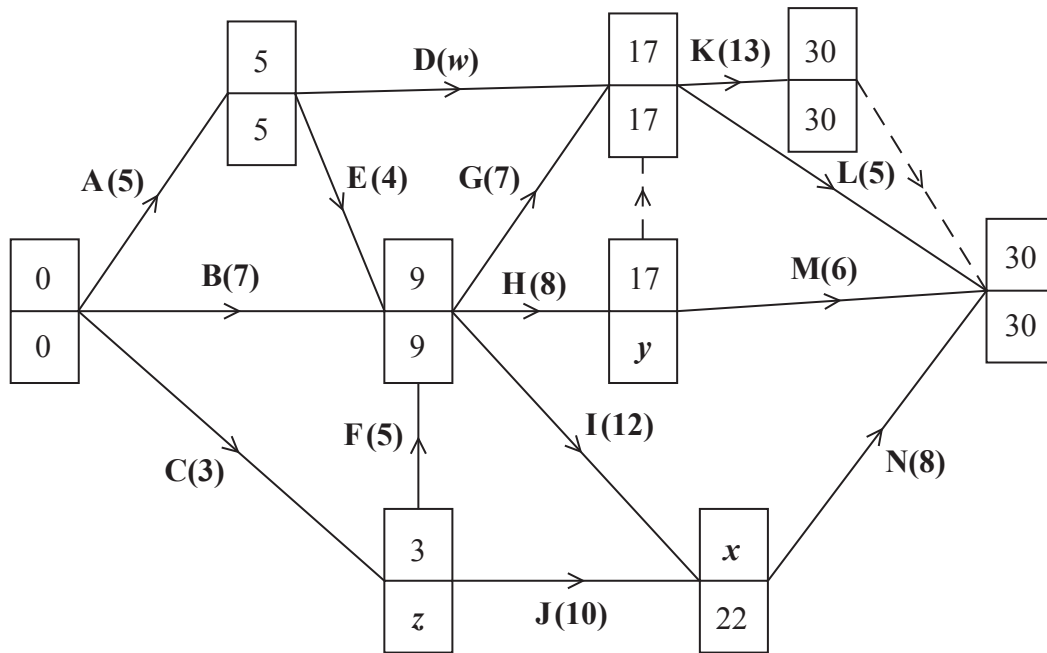 5
5
D(w)
17
17
K(13)
30
30
A(5)
E(4)
G(7)
L(5)
0
0
B(7)
9
9
H(8)
17
y
M(6)
30
30
C(3)
F(5)
I(12)
N(8)
3
z
J(10)
x
22